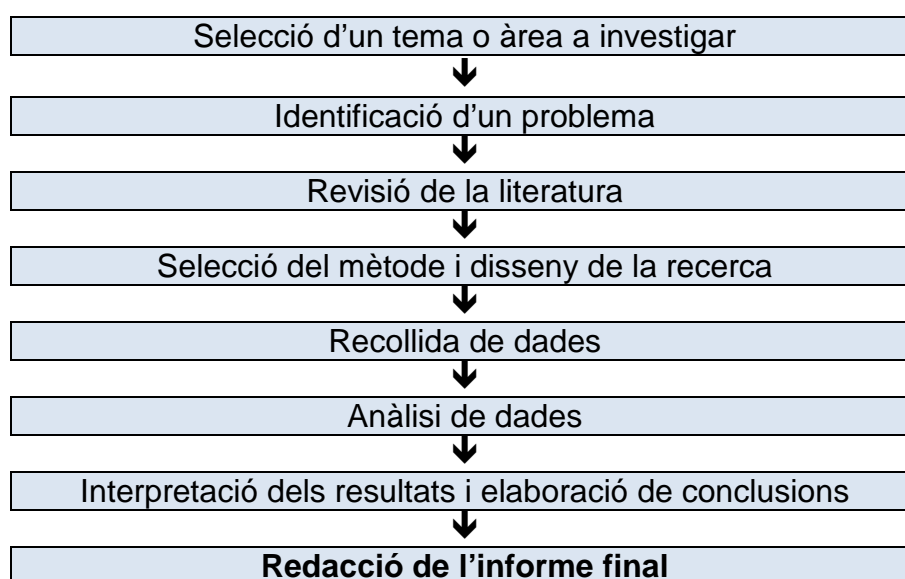 Selecció d’un tema o àrea a investigar
Identificació d’un problema
Revisió de la literatura
Selecció del mètode i disseny de la recerca
Recollida de dades
Anàlisi de dades
Interpretació dels resultats i elaboració de conclusions
Redacció de l’informe final